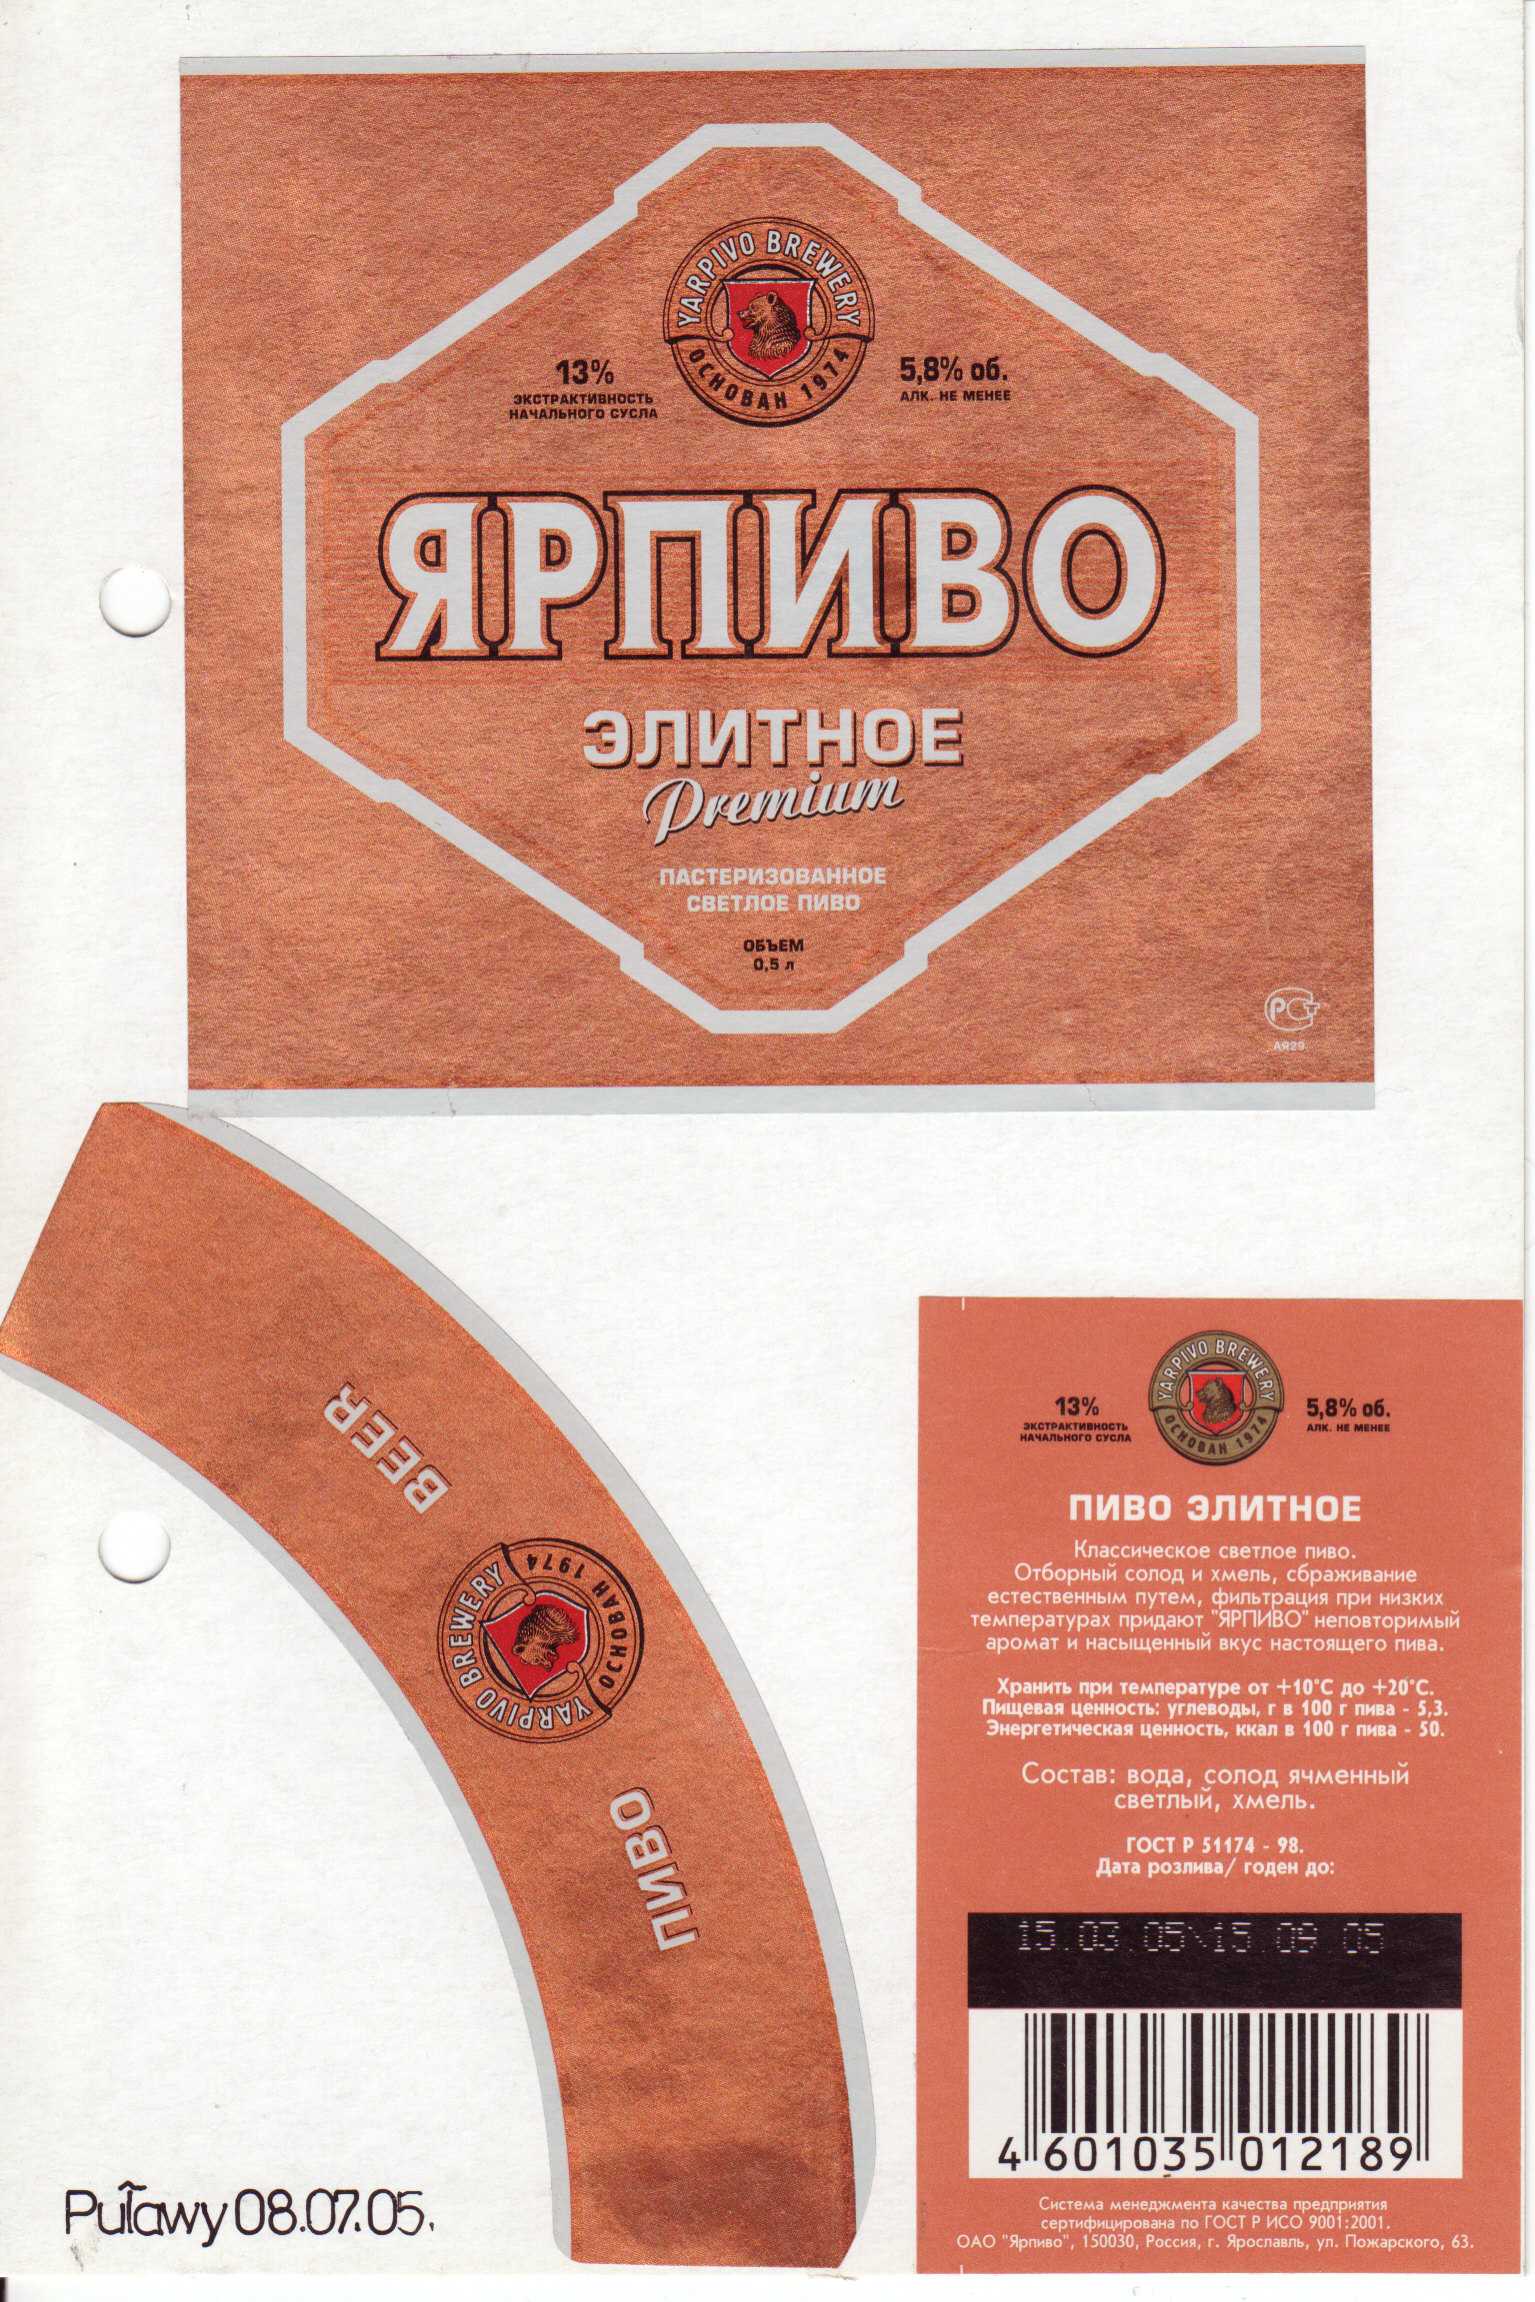 YARPIVO BREWERY
ОСНОВАН 1974
13%
ЭКСТРАКТИВНОСТЬ
НАЧАЛЬНОГО СУСЛА
5,8% об.
АЛК. НЕ МЕНЕЕ
ЯРПИВО
ЭЛИТНОЕ
Premium
ПАСТЕРИЗОВАННОЕ
СВЕТЛОЕ ПИВО
ОБЪЕМ
0,5 л
РСТ
АЯ29
BEER
YARPIVO BREWERY
ОСНОВАН 1974
ПИВО
YARPIVO BREWERY
ОСНОВАН 1974
13%
ЭКСТРАКТИВНОСТЬ
НАЧАЛЬНОГО СУСЛА
5,8% об.
АЛК. НЕ МЕНЕЕ
ПИВО ЭЛИТНОЕ
Классическое светлое пиво.
Отборный солод и хмель, сбраживание
естественным путем, фильтрация при низких
температурах придают "ЯРПИВО" неповторимый
аромат и насыщенный вкус настоящего пива.
Хранить при температуре от +10°С до +20°С.
Пищевая ценность: углеводы, г в 100 г пива - 5,3.
Энергетическая ценность, ккал в 100 г пива - 50.
Состав: вода, солод ячменный
светлый, хмель.
ГОСТ Р 51174 - 98.
Дата розлива/ годен до:
15.03.05\15.09.05
4 601035 012189
Система менеджмента качества предприятия
сертифицирована по ГОСТ Р ИСО 9001:2001.
ОАО "Ярпиво", 150030, Россия, г. Ярославль, ул. Пожарского, 63.
Puławy 08.07.05.